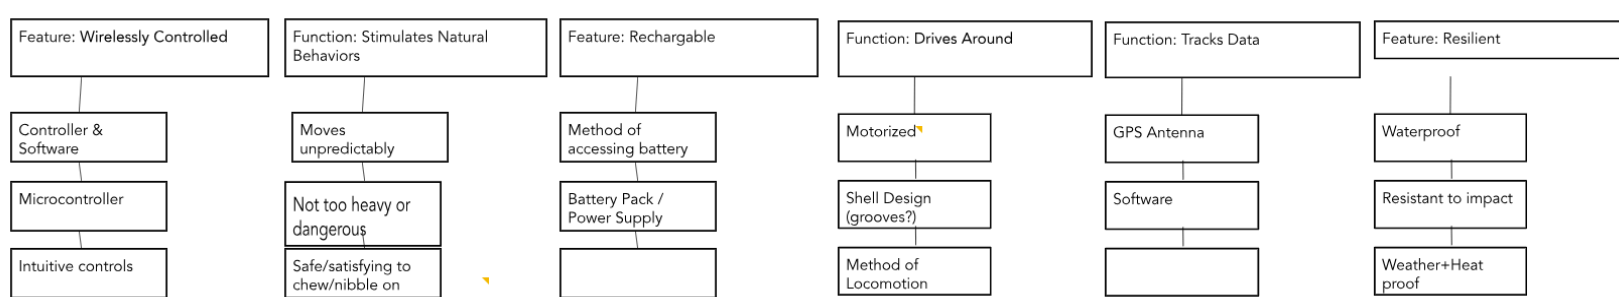 Feature: Wirelessly Controlled
Controller &
Software
Microcontroller
Intuitive controls
Function: Stimulates Natural
Behaviors
Moves
unpredictably
Not too heavy or
dangerous
Safe/satisfying to
chew/nibble on
Feature: Rechargable
Method of
accessing battery
Battery Pack /
Power Supply
Function: Drives Around
Motorized
Shell Design
(grooves?)
Method of
Locomotion
Function: Tracks Data
GPS Antenna
Software
Feature: Resilient
Waterproof
Resistant to impact
Weather+Heat
proof